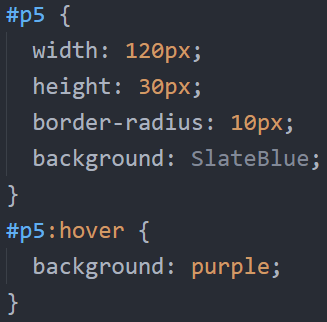 #p5 {
  width: 120px;
  height: 30px;
  border-radius: 10px;
  background: SlateBlue;
}
#p5:hover {
  background: purple;
}